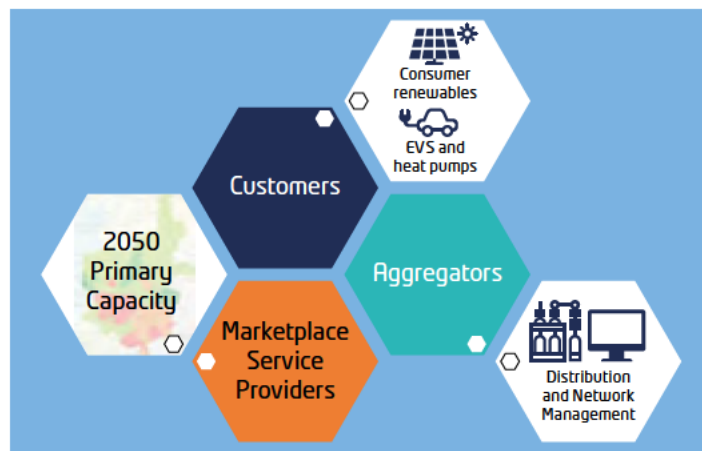 Consumer
renewables
EVS and
heat pumps
Customers
2050
Primary
Capacity
Aggregators
Marketplace
Service
Providers
Distribution
and Network
Management